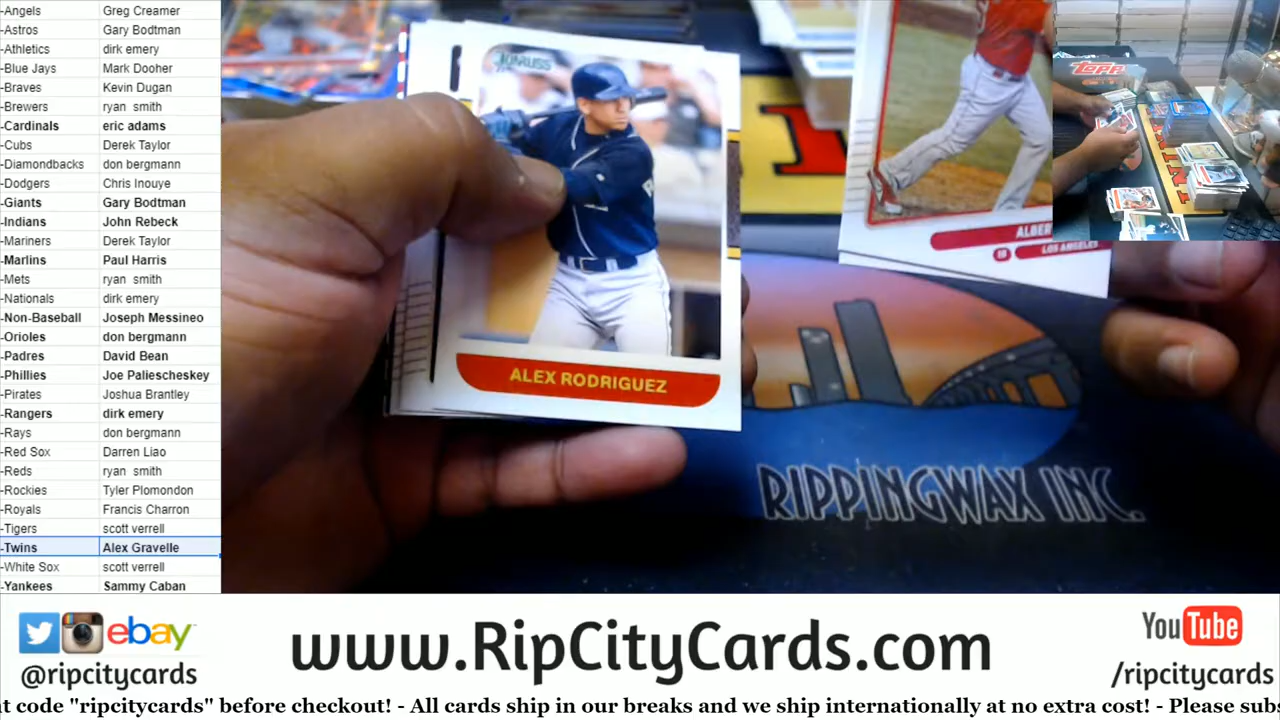 -Angels Greg Creamer
-Astros Gary Bodtman
-Athletics dirk emery
-Blue Jays Mark Dooher
-Braves Kevin Dugan
-Brewers ryan smith
-Cardinals eric adams
-Cubs Derek Taylor
-Diamondbacks don bergmann
-Dodgers Chris Inouye
-Giants Gary Bodtman
-Indians John Rebeck
-Mariners Derek Taylor
-Marlins Paul Harris
-Mets ryan smith
-Nationals dirk emery
-Non-Baseball Joseph Messineo
-Orioles don bergmann
-Padres David Bean
-Phillies Joe Paliescheskey
-Pirates Joshua Brantley
-Rangers dirk emery
-Rays don bergmann
-Red Sox Darren Liao
-Reds ryan smith
-Rockies Tyler Plomondon
-Royals Francis Charron
-Tigers scott verrell
-Twins Alex Gravelle
-White Sox scott verrell
-Yankees Sammy Caban
ALEX RODRIGUEZ
ALBER
LOS ANGELES
Topp
RIPPINGWAX INC.
ebay
@ripcitycards
www.RipCityCards.com
YouTube
/ripcitycards
nt code "ripcitycards" before checkout! - All cards ship in our breaks and we ship internationally at no extra cost! - Please subs